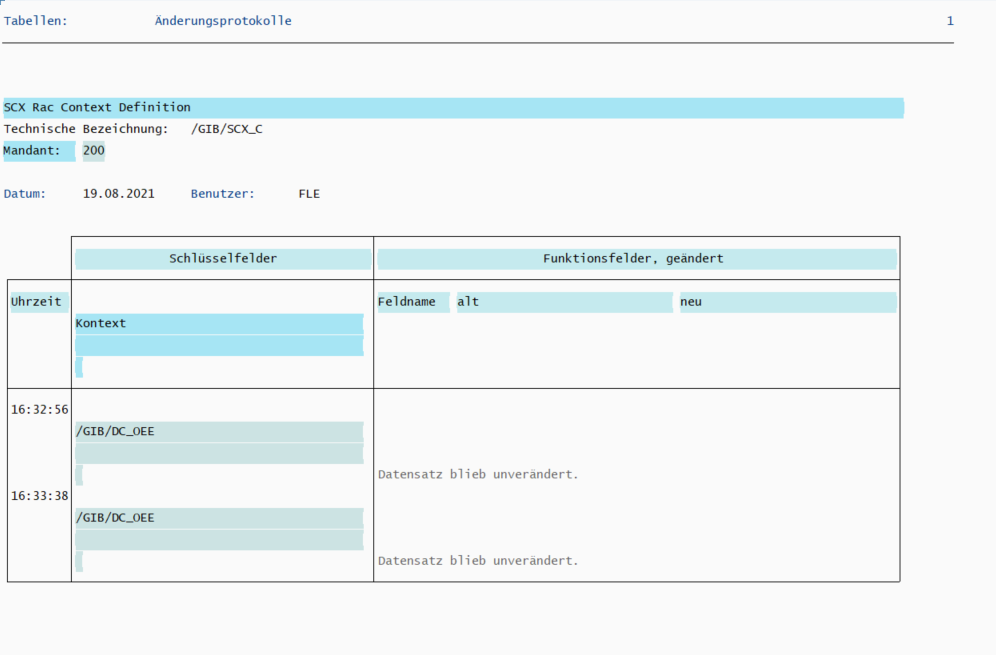 Tabellen: Änderungsprotokolle 1
SCX Rac Context Definition
Technische Bezeichnung: /GIB/SCX_C
Mandant: 200
Datum: 19.08.2021 Benutzer: FLE
Schlüsselfelder Funktionsfelder, geändert
Uhrzeit Feldname alt neu
Kontext
16:32:56
/GIB/DC_OEE
Datensatz blieb unverändert.
16:33:38
/GIB/DC_OEE
Datensatz blieb unverändert.